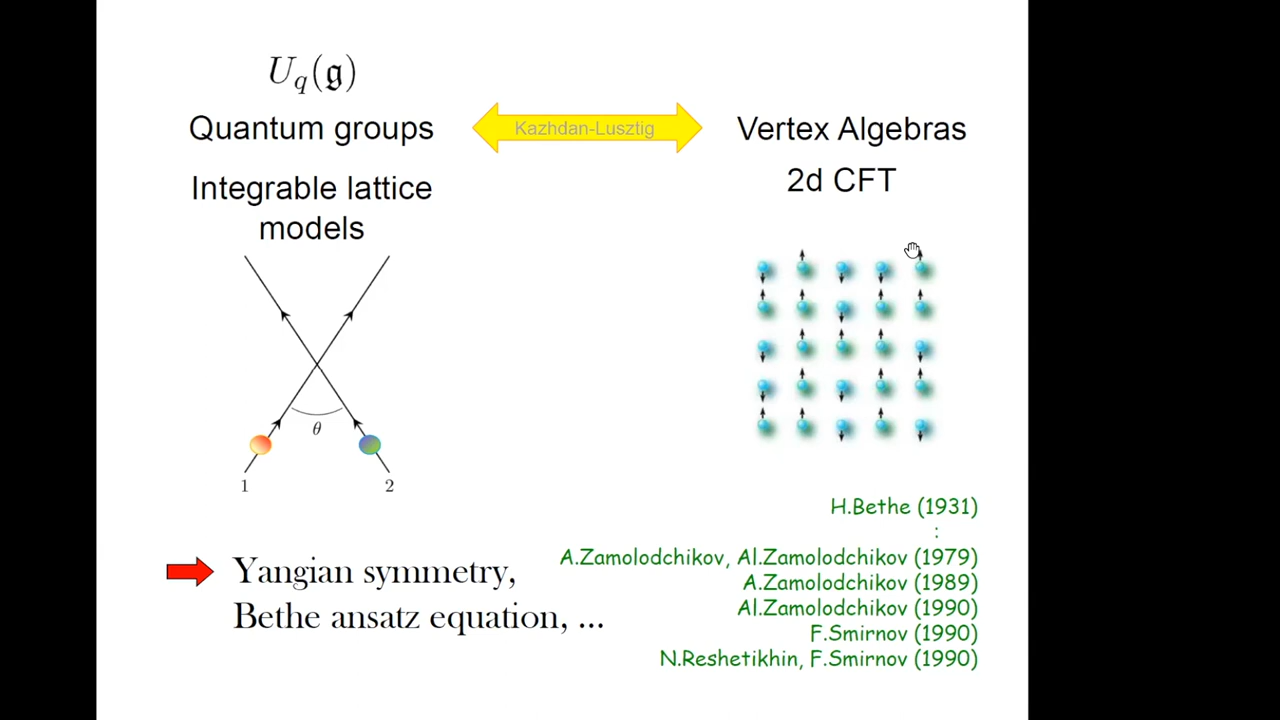 U_q(𝔤)
Quantum groups
Kazhdan-Lusztig
Vertex Algebras
2d CFT
Integrable lattice
models
θ
1
2
H.Bethe (1931)
:
A.Zamolodchikov, Al.Zamolodchikov (1979)
A.Zamolodchikov (1989)
Al.Zamolodchikov (1990)
F.Smirnov (1990)
N.Reshetikhin, F.Smirnov (1990)
Yangian symmetry,
Bethe ansatz equation, ...